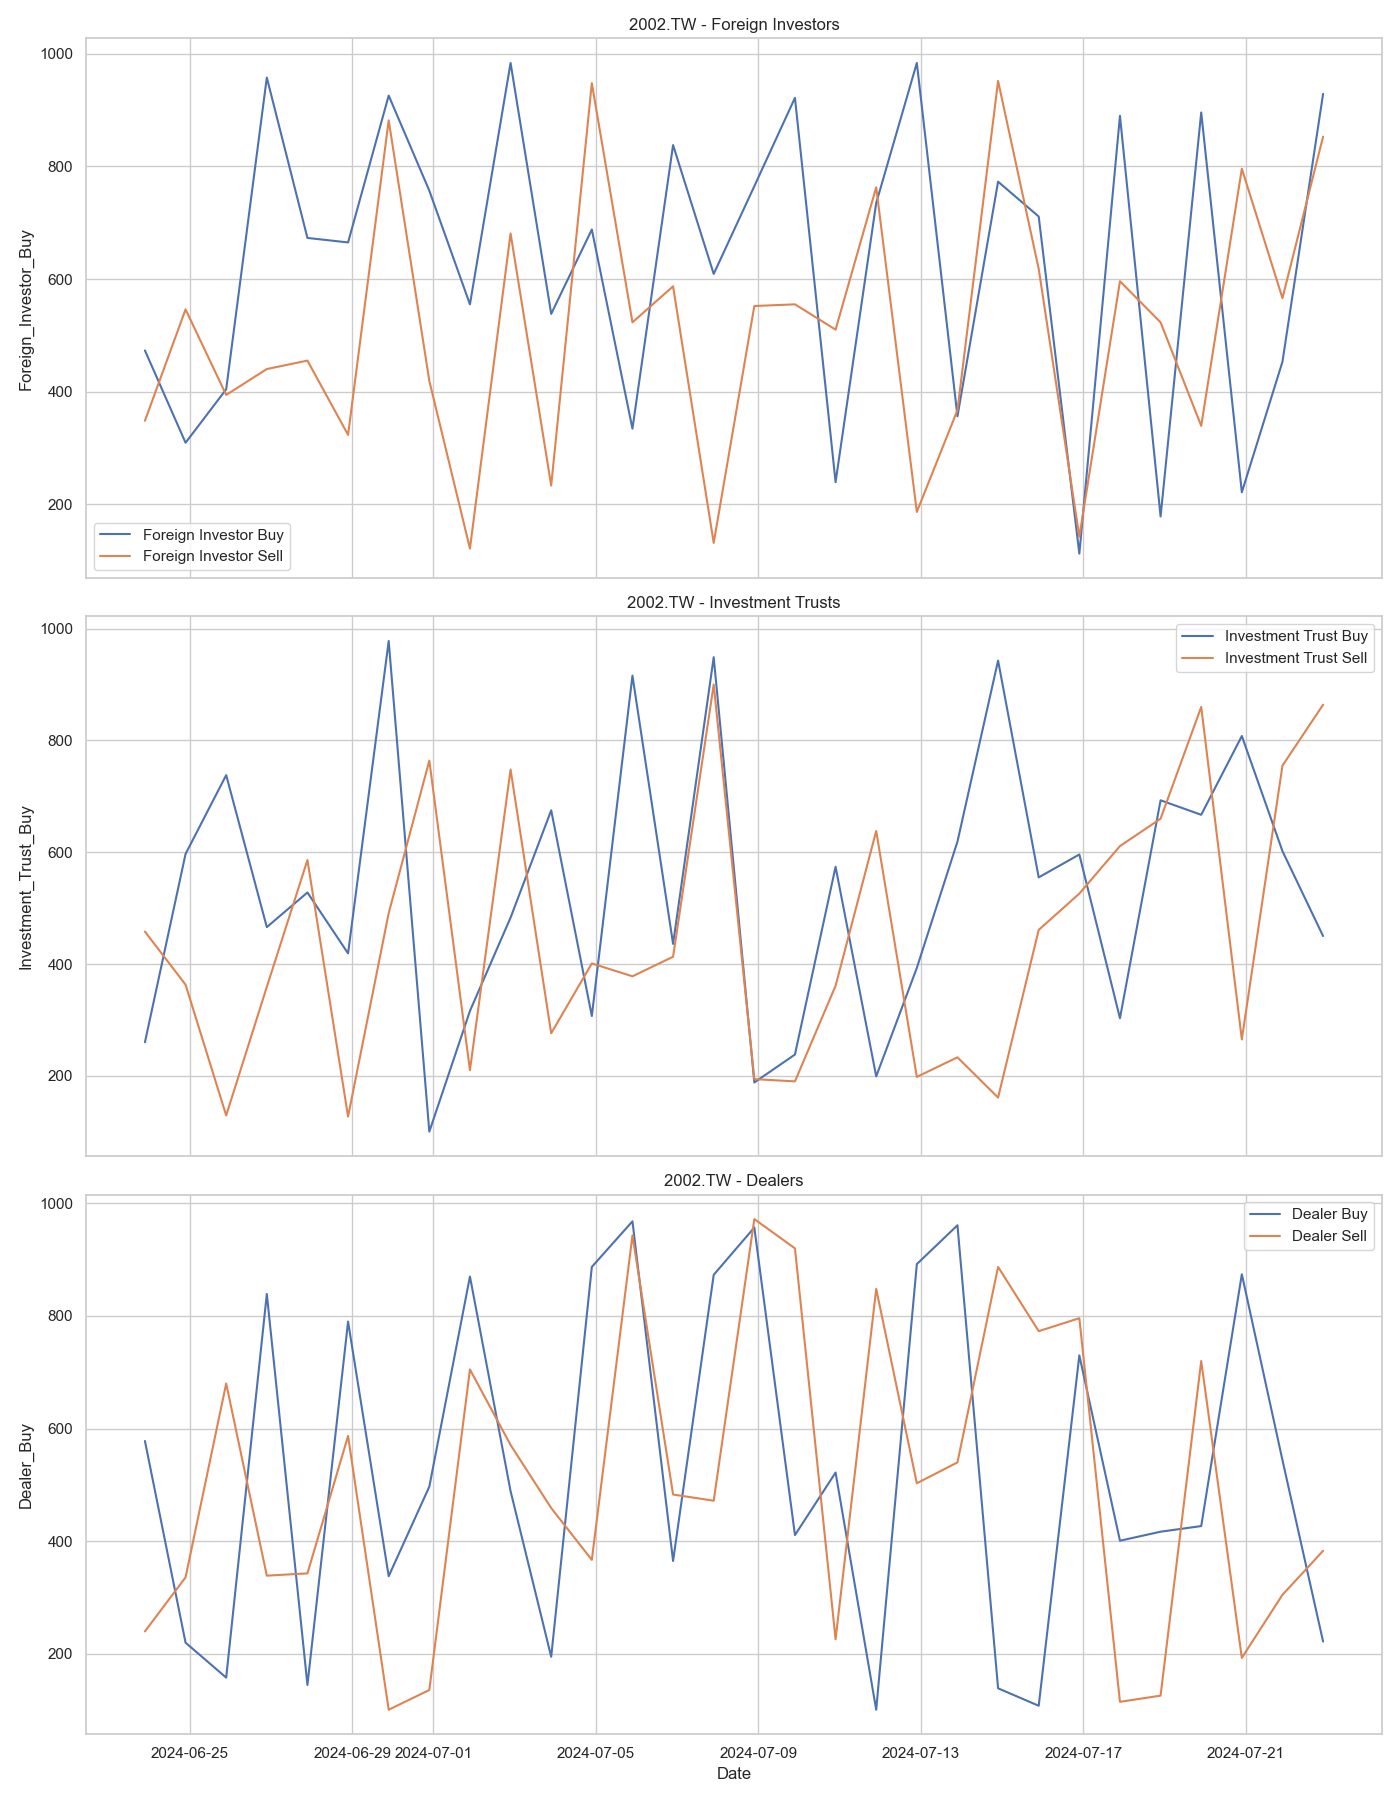 2002.TW - Foreign Investors
1000
800
600
400
200
Foreign_Investor_Buy
Foreign Investor Buy
Foreign Investor Sell
2002.TW - Investment Trusts
1000
800
600
400
200
Investment_Trust_Buy
Investment Trust Buy
Investment Trust Sell
2002.TW - Dealers
1000
800
600
400
200
Dealer_Buy
Dealer Buy
Dealer Sell
2024-06-25 2024-06-29 2024-07-01 2024-07-05 2024-07-09 2024-07-13 2024-07-17 2024-07-21
Date